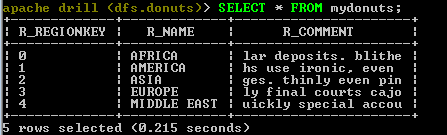 apache drill (dfs.donuts)> SELECT * FROM mydonuts;
| R_REGIONKEY | R_NAME | R_COMMENT |
| 0 | AFRICA | lar deposits. blithe
| 1 | AMERICA | hs use ironic, even
| 2 | ASIA | ges. thinly even pin
| 3 | EUROPE | ly final courts cajo
| 4 | MIDDLE EAST | uickly special accou
5 rows selected (0.215 seconds)